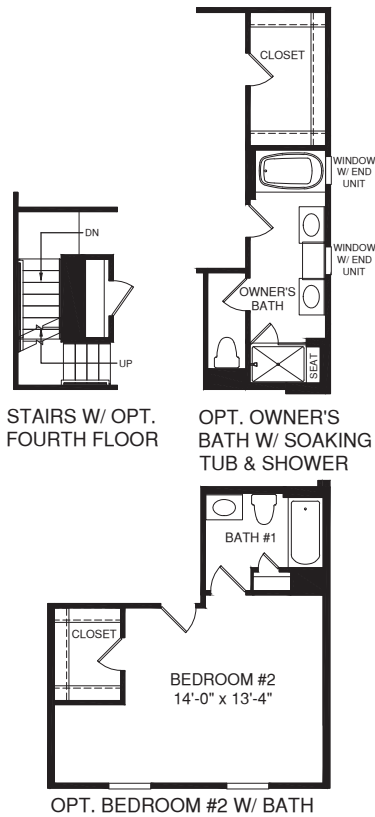 CLOSET
WINDOW
W/ END
UNIT
DN
WINDOW
W/ END
UNIT
OWNER'S
BATH
UP
SEAT
STAIRS W/ OPT.
FOURTH FLOOR
OPT. OWNER'S
BATH W/ SOAKING
TUB & SHOWER
BATH #1
CLOSET
BEDROOM #2
14'-0" x 13'-4"
OPT. BEDROOM #2 W/ BATH